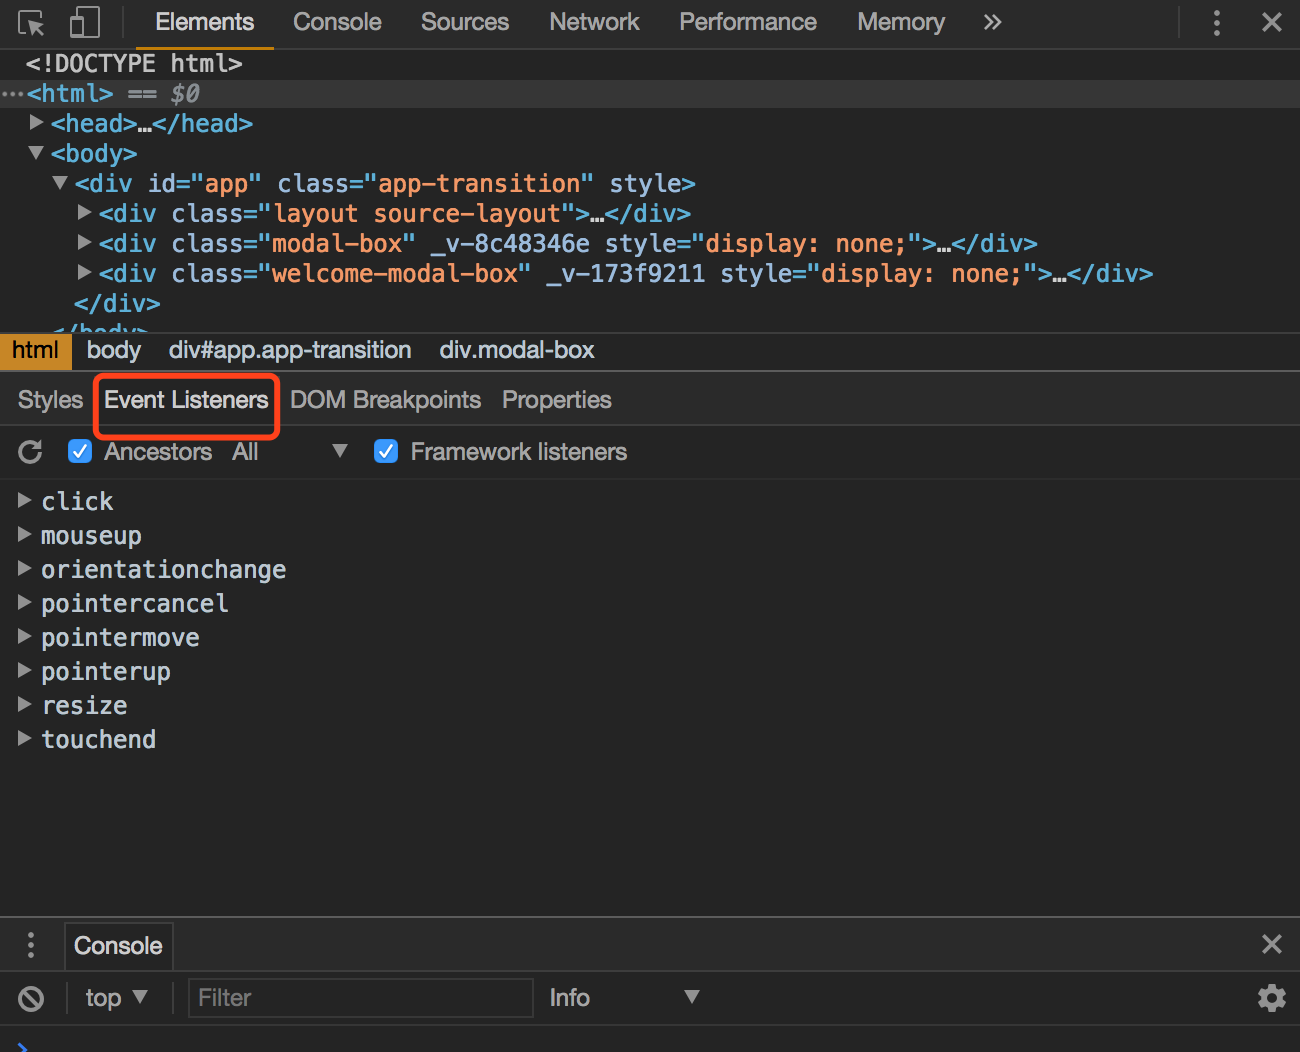 Elements Console Sources Network Performance Memory »
<!DOCTYPE html>
…<html> == $0
<head>…</head>
<body>
<div id="app" class="app-transition" style>
<div class="layout source-layout">…</div>
<div class="modal-box" _v-8c48346e style="display: none;">…</div>
<div class="welcome-modal-box" _v-173f9211 style="display: none;">…</div>
</div>
</body>
html body div#app.app-transition div.modal-box
Styles Event Listeners DOM Breakpoints Properties
Ancestors All Framework listeners
click
mouseup
orientationchange
pointercancel
pointermove
pointerup
resize
touchend
Console
top Filter Info